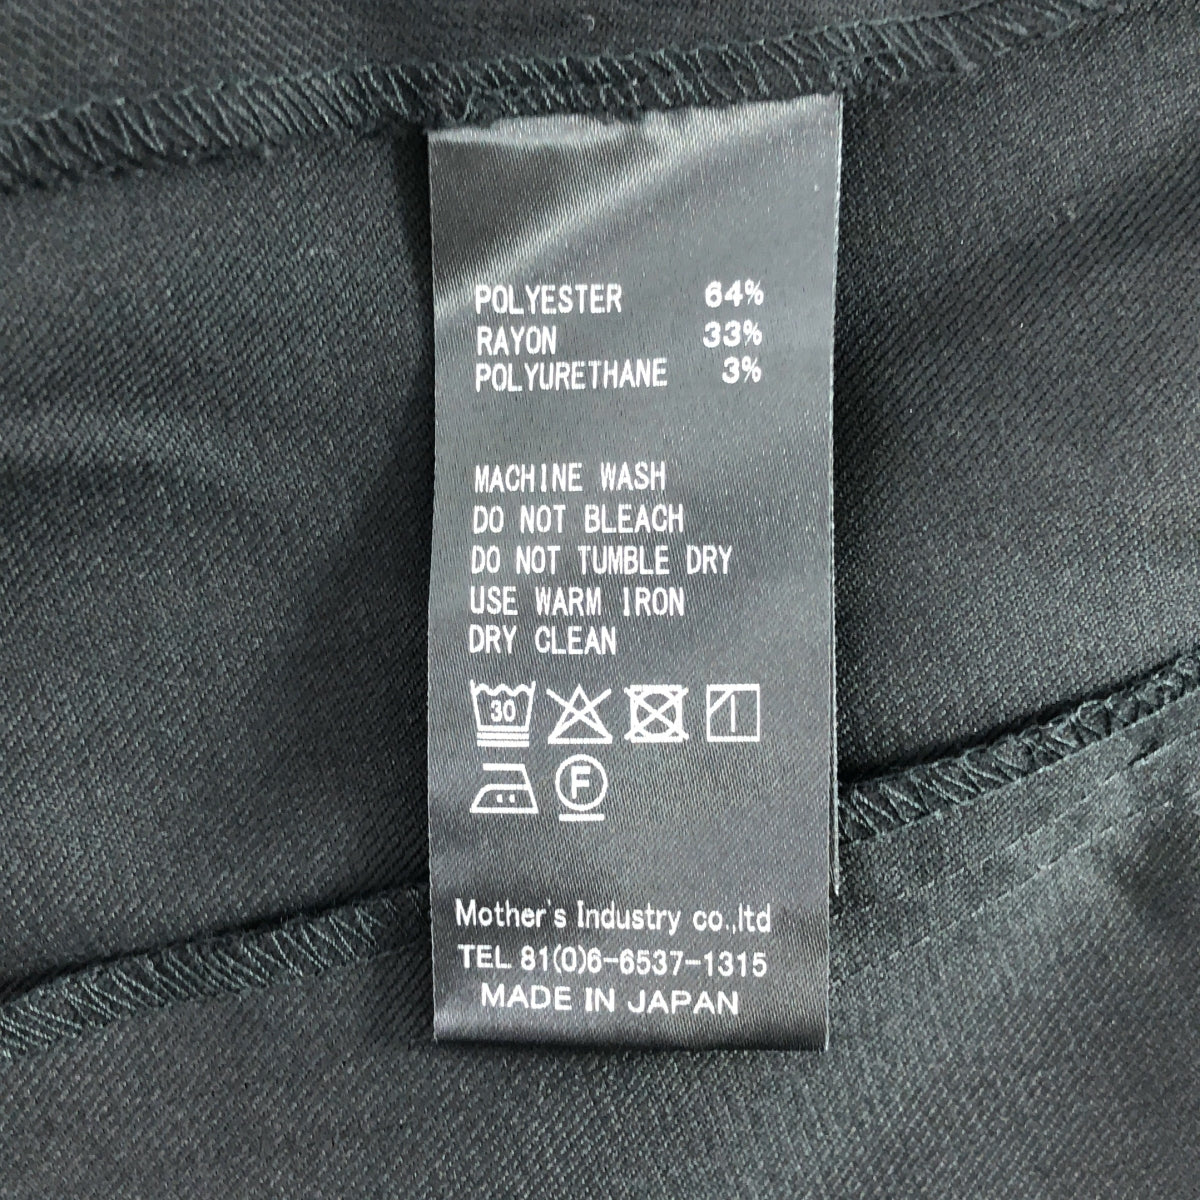 POLYESTER 64%
RAYON 33%
POLYURETHANE 3%
MACHINE WASH
DO NOT BLEACH
DO NOT TUMBLE DRY
USE WARM IRON
DRY CLEAN
30
F
Mother's Industry co.,ltd
TEL 81(0)6-6537-1315
MADE IN JAPAN